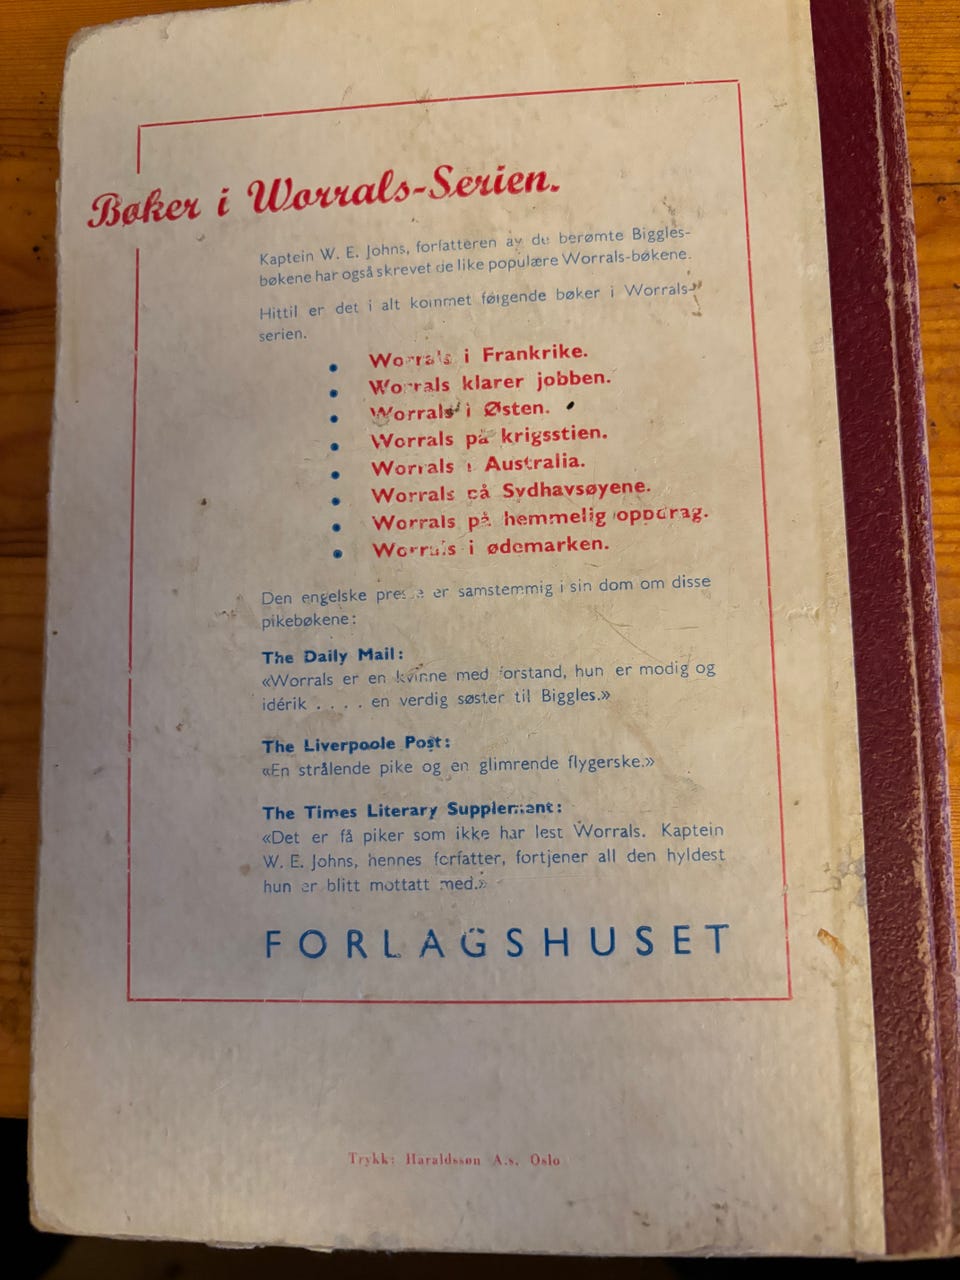 Bøker i Worrals-Serien.
Kaptein W. E. Johns, forfatteren av de berømte Biggles-
bøkene har også skrevet de like populære Worrals-bøkene.
Hittil er det i alt kommet følgende bøker i Worrals-
serien.
• Worrals i Frankrike.
• Worrals klarer jobben.
• Worrals i Østen.
• Worrals på krigsstien.
• Worrals i Australia.
• Worrals på Sydhavsøyene.
• Worrals på hemmelig oppdrag.
• Worrals i ødemarken.
Den engelske presse er samstemmig i sin dom om disse
pikebøkene:
The Daily Mail:
«Worrals er en kvinne med forstand, hun er modig og
idérik . . . . en verdig søster til Biggles.»
The Liverpoole Post:
«En strålende pike og en glimrende flygerske.»
The Times Literary Supplemant:
«Det er få piker som ikke har lest Worrals. Kaptein
W. E. Johns, hennes forfatter, fortjener all den hyldest
hun er blitt mottatt med.»
FORLAGSHUSET
Trykk: Haraldssøn A.s. Oslo